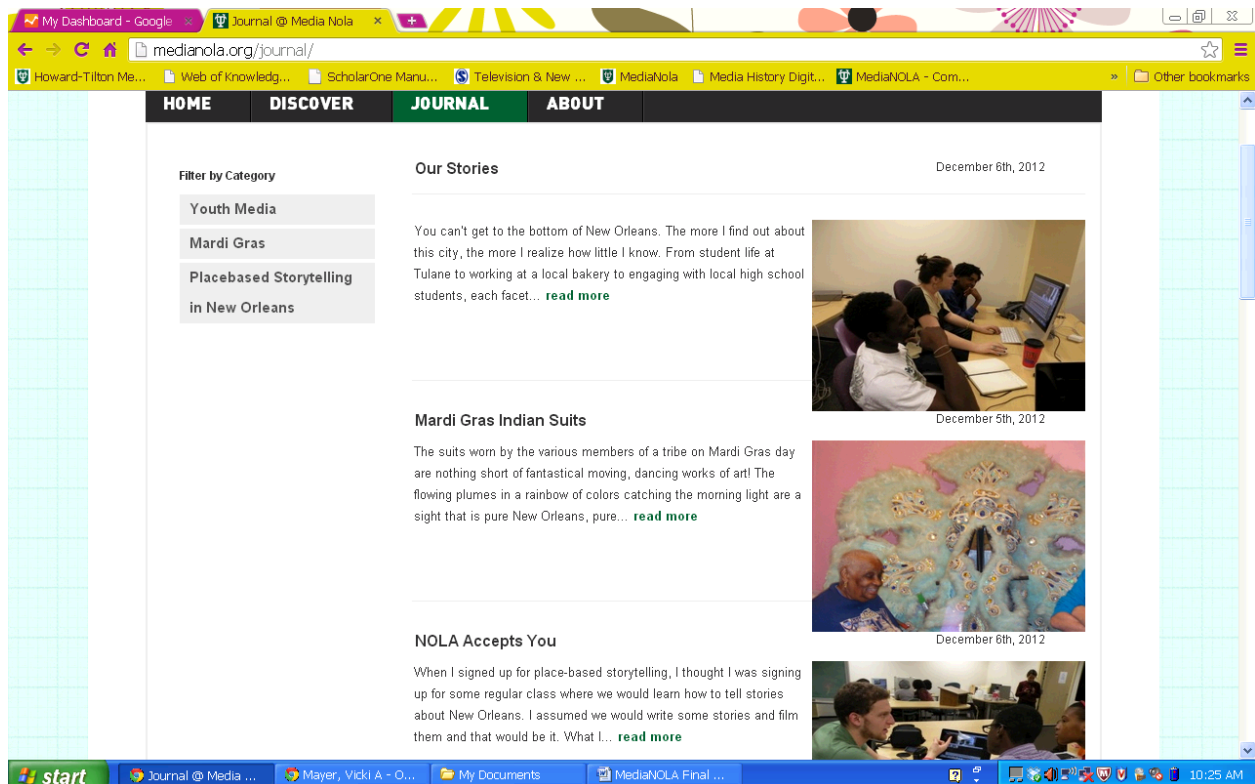 My Dashboard - Google
Journal @ Media Nola
medianola.org/journal/
Howard-Tilton Me...
Web of Knowledg...
ScholarOne Manu...
Television & New ...
MediaNola
Media History Digit...
MediaNOLA - Com...
»
Other bookmarks
HOME
DISCOVER
JOURNAL
ABOUT
Filter by Category
Youth Media
Mardi Gras
Placebased Storytelling
in New Orleans
Our Stories
December 6th, 2012
You can't get to the bottom of New Orleans. The more I find out about
this city, the more I realize how little I know. From student life at
Tulane to working at a local bakery to engaging with local high school
students, each facet... read more
Mardi Gras Indian Suits
December 5th, 2012
The suits worn by the various members of a tribe on Mardi Gras day
are nothing short of fantastical moving, dancing works of art! The
flowing plumes in a rainbow of colors catching the morning light are a
sight that is pure New Orleans, pure... read more
NOLA Accepts You
December 6th, 2012
When I signed up for place-based storytelling, I thought I was signing
up for some regular class where we would learn how to tell stories
about New Orleans. I assumed we would write some stories and film
them and that would be it. What I... read more
start
Journal @ Media ...
Mayer, Vicki A - O...
My Documents
MediaNOLA Final ...
10:25 AM